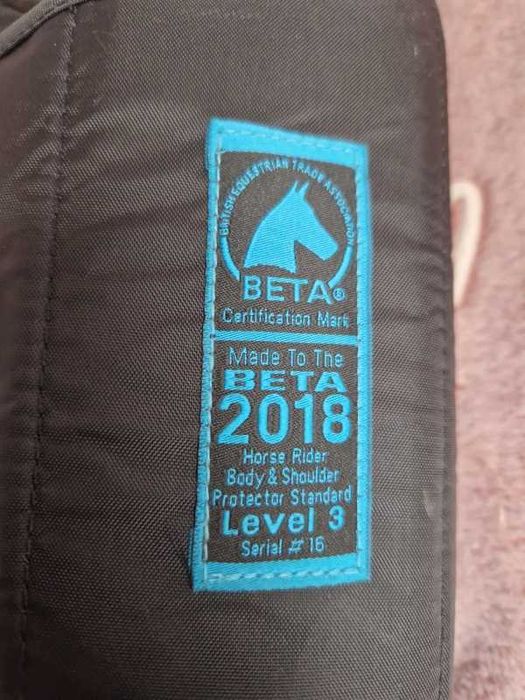 BRITISH EQUESTRIAN TRADE ASSOCIATION
BETA®
Certification Mark
Made To The
BETA
2018
Horse Rider
Body & Shoulder
Protector Standard
Level 3
Serial # 16